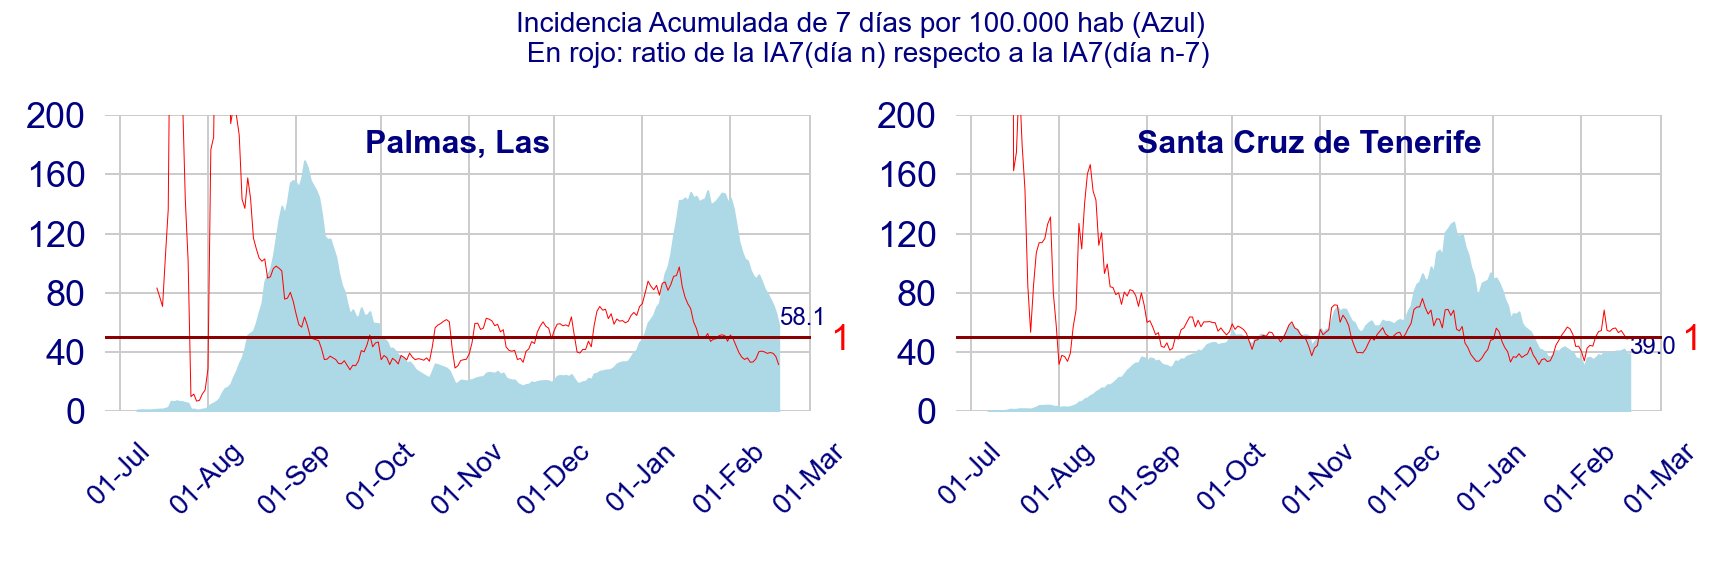 Incidencia Acumulada de 7 días por 100.000 hab (Azul)
En rojo: ratio de la IA7(día n) respecto a la IA7(día n-7)
Palmas, Las
200
160
120
80
40
0
58.1
1
01-Jul
01-Aug
01-Sep
01-Oct
01-Nov
01-Dec
01-Jan
01-Feb
01-Mar
Santa Cruz de Tenerife
200
160
120
80
40
0
39.0
1
01-Jul
01-Aug
01-Sep
01-Oct
01-Nov
01-Dec
01-Jan
01-Feb
01-Mar